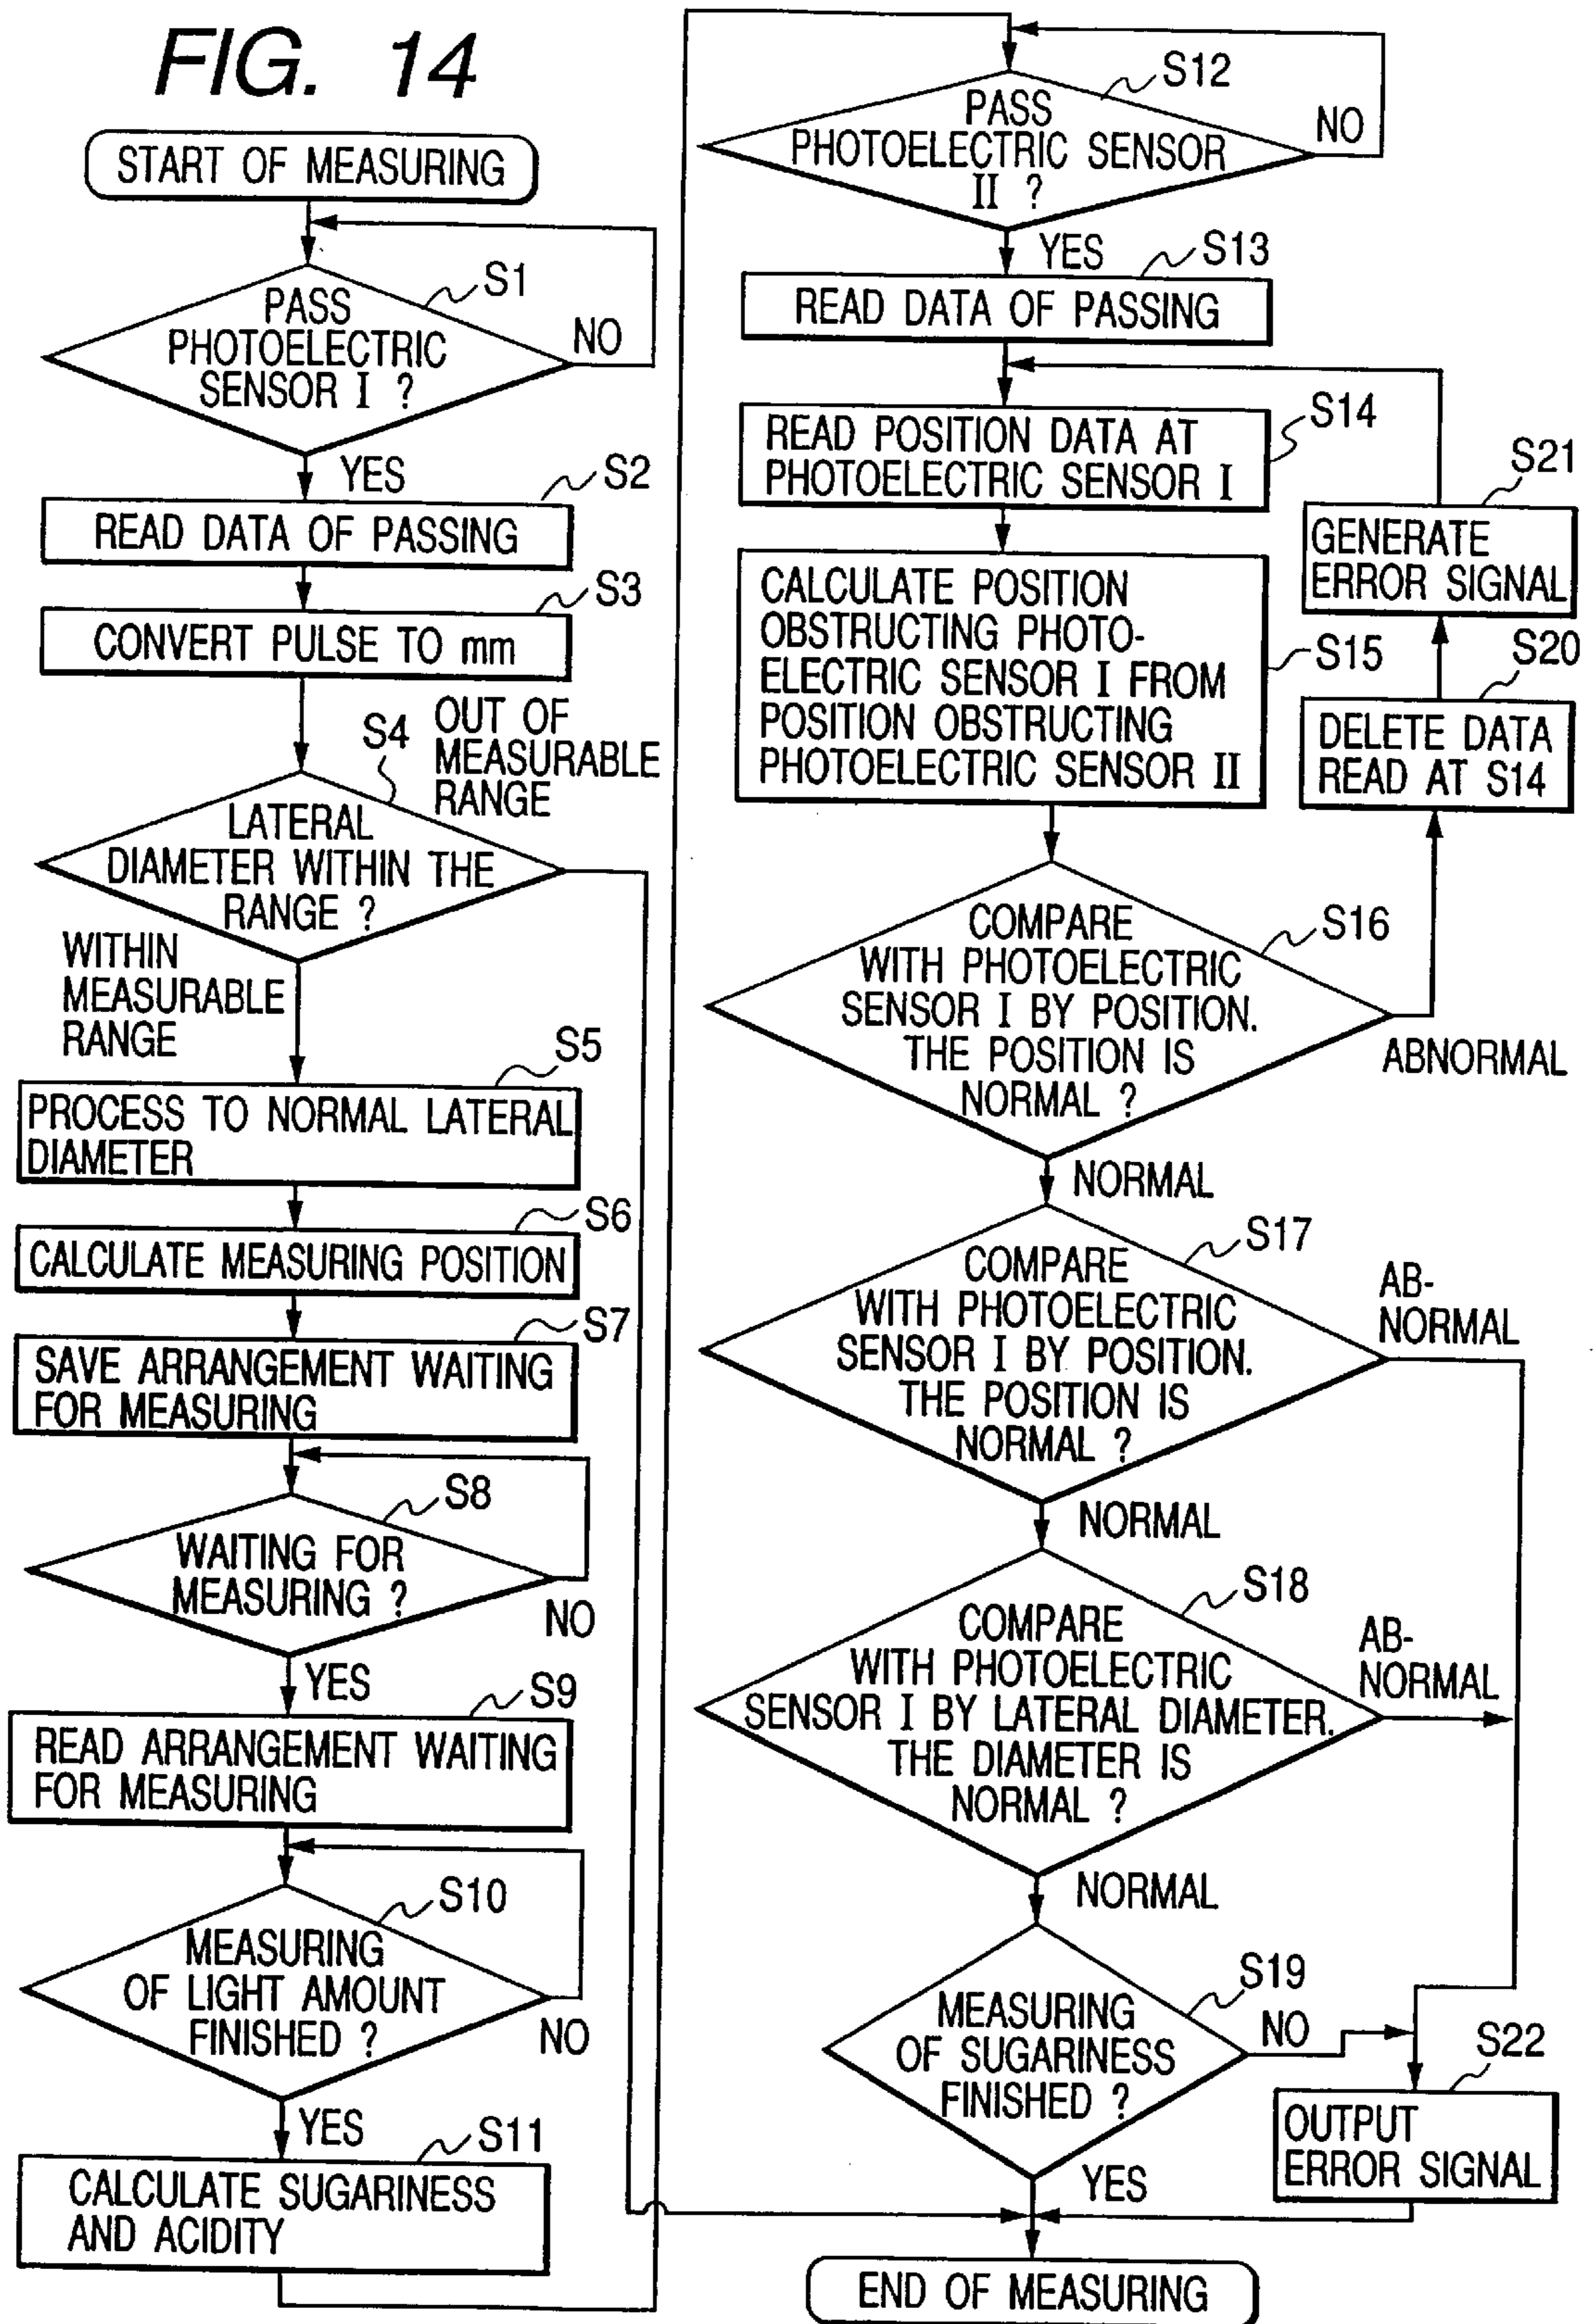 FIG. 14
START OF MEASURING
S1
PASS
PHOTOELECTRIC
SENSOR I ?
NO
YES
S2
READ DATA OF PASSING
S3
CONVERT PULSE TO mm
S4
OUT OF
MEASURABLE
RANGE
LATERAL
DIAMETER WITHIN THE
RANGE ?
WITHIN
MEASURABLE
RANGE
S5
PROCESS TO NORMAL LATERAL
DIAMETER
S6
CALCULATE MEASURING POSITION
S7
SAVE ARRANGEMENT WAITING
FOR MEASURING
S8
WAITING FOR
MEASURING ?
NO
YES
S9
READ ARRANGEMENT WAITING
FOR MEASURING
S10
MEASURING
OF LIGHT AMOUNT
FINISHED ?
NO
YES
S11
CALCULATE SUGARINESS
AND ACIDITY
S12
PASS
PHOTOELECTRIC SENSOR
II ?
NO
YES
S13
READ DATA OF PASSING
S14
READ POSITION DATA AT
PHOTOELECTRIC SENSOR I
S21
GENERATE
ERROR SIGNAL
S15
CALCULATE POSITION
OBSTRUCTING PHOTO-
ELECTRIC SENSOR I FROM
POSITION OBSTRUCTING
PHOTOELECTRIC SENSOR II
S20
DELETE DATA
READ AT S14
S16
COMPARE
WITH PHOTOELECTRIC
SENSOR I BY POSITION.
THE POSITION IS
NORMAL ?
ABNORMAL
NORMAL
S17
COMPARE
WITH PHOTOELECTRIC
SENSOR I BY POSITION.
THE POSITION IS
NORMAL ?
AB-
NORMAL
NORMAL
S18
COMPARE
WITH PHOTOELECTRIC
SENSOR I BY LATERAL DIAMETER.
THE DIAMETER IS
NORMAL ?
AB-
NORMAL
NORMAL
S19
MEASURING
OF SUGARINESS
FINISHED ?
NO
S22
OUTPUT
ERROR SIGNAL
YES
END OF MEASURING